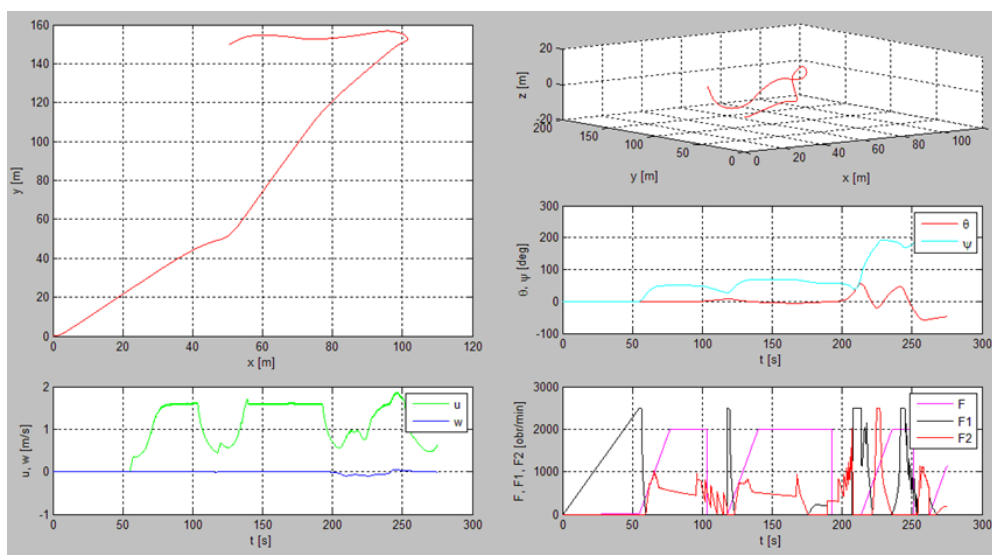 160
140
120
100
80
60
40
20
0
y [m]
0 20 40 60 80 100 120
x [m]
20
0
-20
z [m]
200 150 100 50 0
y [m]
0 20 40 60 80 100
x [m]
300
200
100
0
-100
θ, ψ [deg]
θ
ψ
0 50 100 150 200 250 300
t [s]
2
1
0
-1
u, w [m/s]
u
w
0 50 100 150 200 250 300
t [s]
3000
2000
1000
0
F, F1, F2 [obr/min]
F
F1
F2
0 50 100 150 200 250 300
t [s]